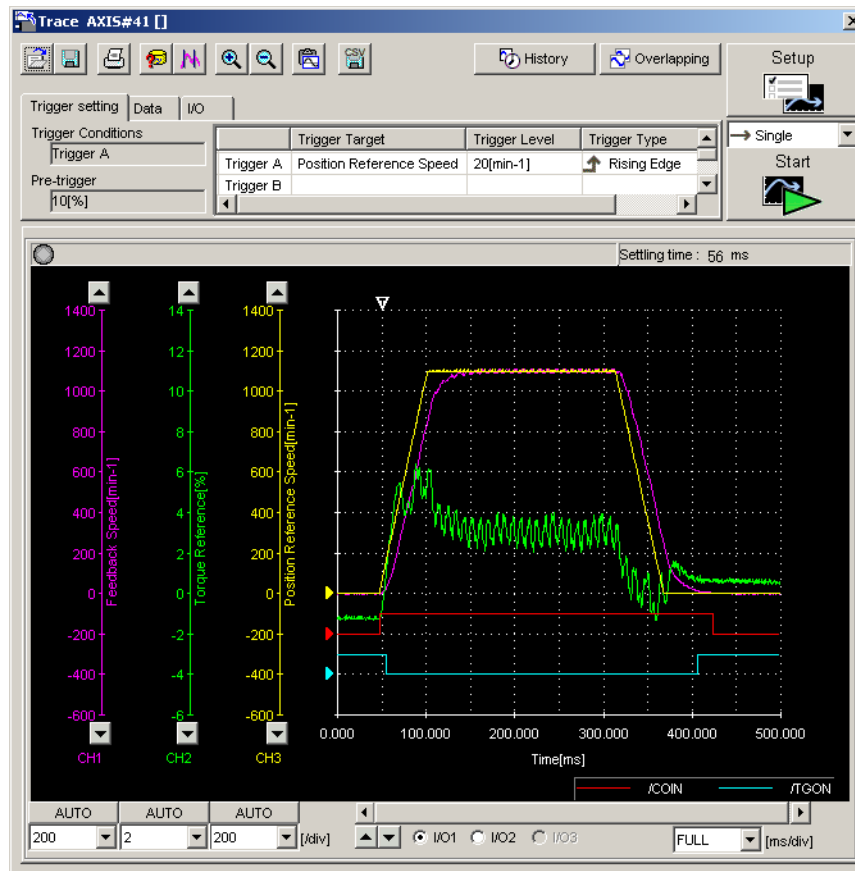 Trace AXIS#41 []
CSV
History
Overlapping
Setup
Trigger setting
Data
I/O
Trigger Conditions
Trigger A
Pre-trigger
10[%]
Trigger Target Trigger Level Trigger Type
Trigger A Position Reference Speed 20[min-1] Rising Edge
Trigger B
Single
Start
Settling time : 56 ms
1400 14 1400
1200 12 1200
1000 10 1000
800 8 800
600 6 600
400 4 400
200 2 200
0 0 0
-200 -2 -200
-400 -4 -400
-600 -6 -600
Feedback Speed[min-1]
Torque Reference[%]
Position Reference Speed[min-1]
CH1 CH2 CH3
0.000 100.000 200.000 300.000 400.000 500.000
Time[ms]
/COIN /TGON
AUTO AUTO AUTO
200 2 200 [/div] I/O1 I/O2 I/O3 FULL [ms/div]